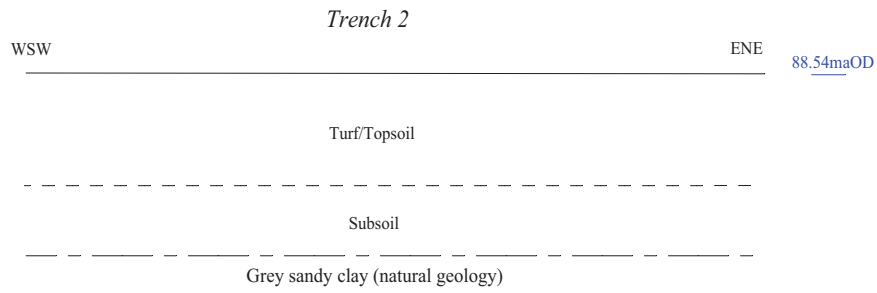 Trench 2
WSW
ENE
88.54maOD
Turf/Topsoil
Subsoil
Grey sandy clay (natural geology)